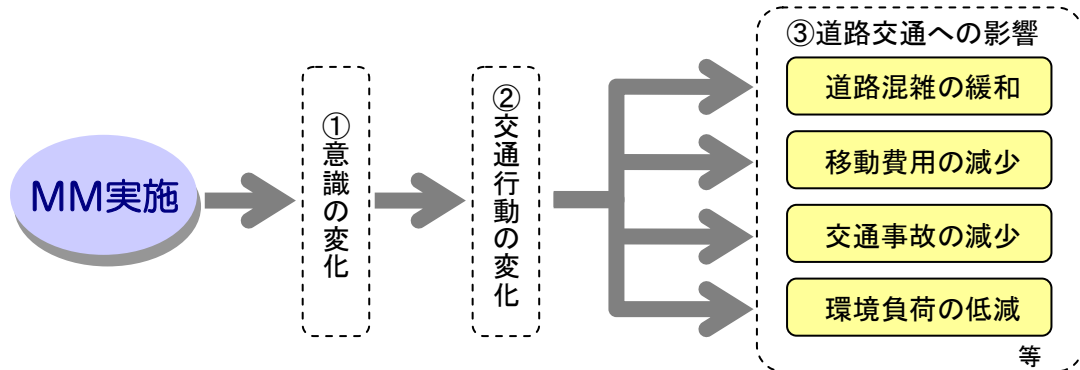 MM実施
①意識の変化
②交通行動の変化
③道路交通への影響
道路混雑の緩和
移動費用の減少
交通事故の減少
環境負荷の低減
等